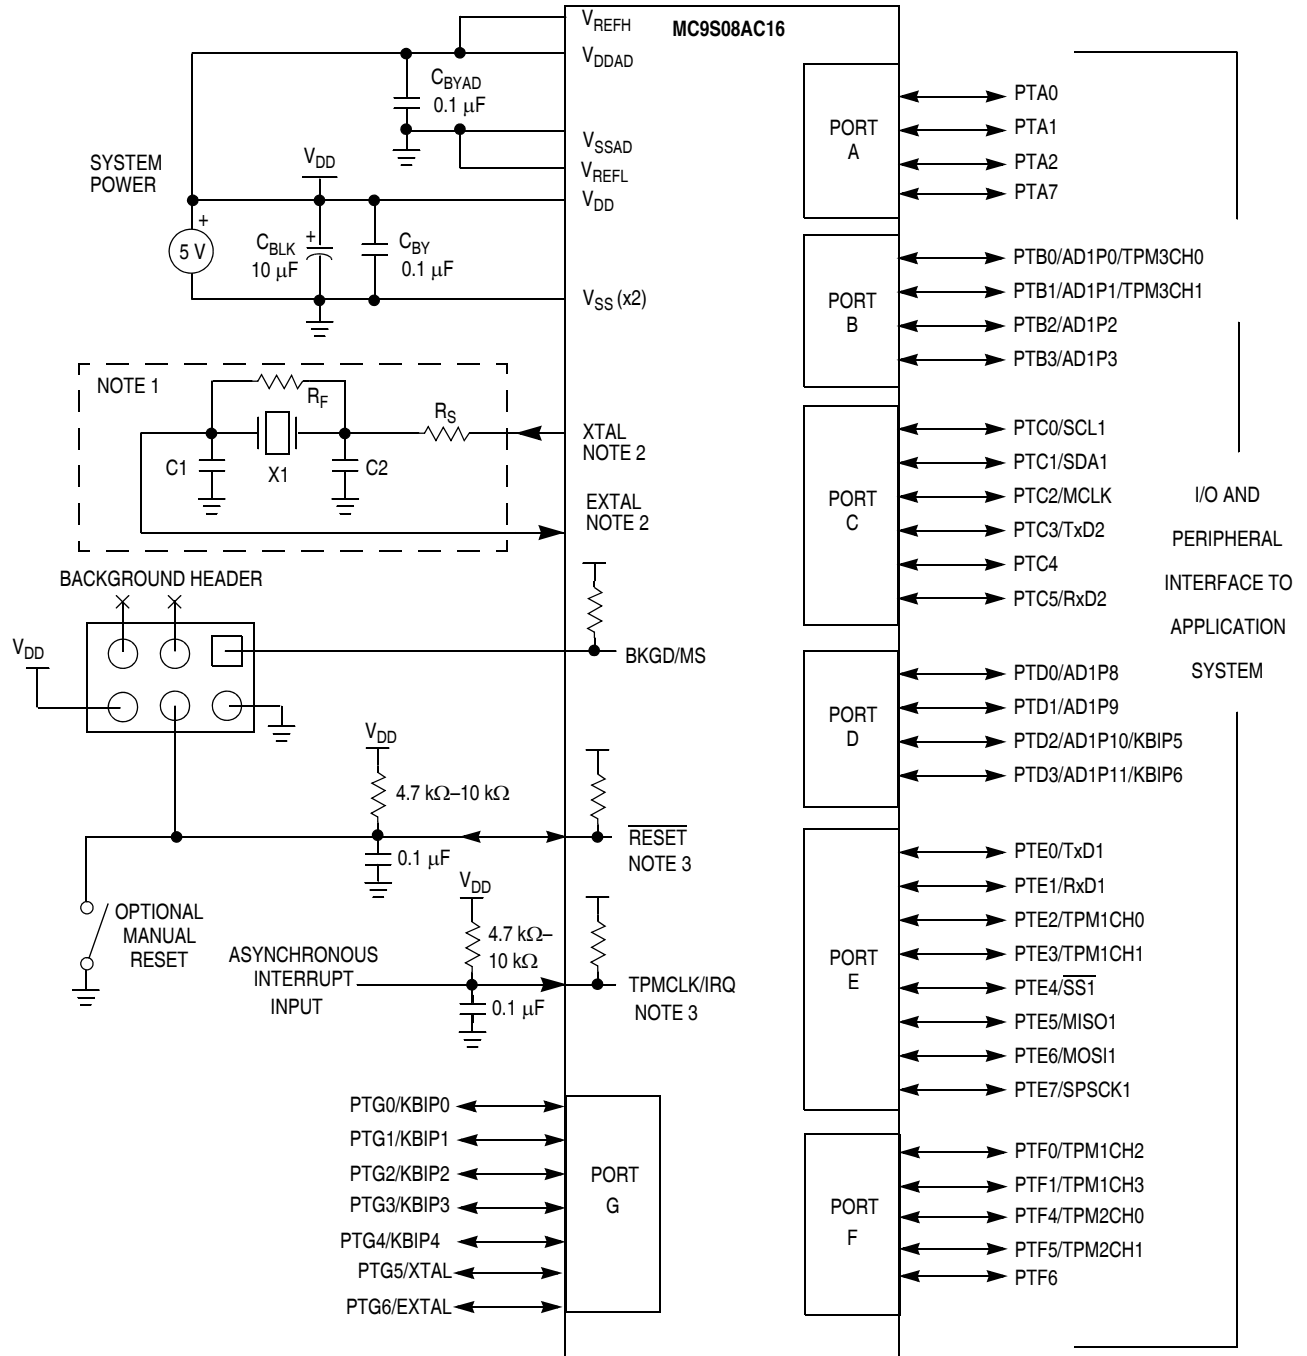 MC9S08AC16
VREFH
VDDAD
CBYAD
0.1 µF
VSSAD
VREFL
VDD
SYSTEM
POWER
VDD
+
5 V
CBLK
10 µF
+
CBY
0.1 µF
VSS (x2)
NOTE 1
RF
RS
C1
X1
C2
XTAL
NOTE 2
EXTAL
NOTE 2
BACKGROUND HEADER
VDD
BKGD/MS
VDD
4.7 kΩ–10 kΩ
0.1 µF
RESET
NOTE 3
OPTIONAL
MANUAL
RESET
VDD
4.7 kΩ–
10 kΩ
ASYNCHRONOUS
INTERRUPT
INPUT
0.1 µF
TPMCLK/IRQ
NOTE 3
PTG0/KBIP0
PTG1/KBIP1
PTG2/KBIP2
PTG3/KBIP3
PTG4/KBIP4
PTG5/XTAL
PTG6/EXTAL
PORT
G
PORT
A
PTA0
PTA1
PTA2
PTA7
PORT
B
PTB0/AD1P0/TPM3CH0
PTB1/AD1P1/TPM3CH1
PTB2/AD1P2
PTB3/AD1P3
PORT
C
PTC0/SCL1
PTC1/SDA1
PTC2/MCLK
PTC3/TxD2
PTC4
PTC5/RxD2
PORT
D
PTD0/AD1P8
PTD1/AD1P9
PTD2/AD1P10/KBIP5
PTD3/AD1P11/KBIP6
PORT
E
PTE0/TxD1
PTE1/RxD1
PTE2/TPM1CH0
PTE3/TPM1CH1
PTE4/SS1
PTE5/MISO1
PTE6/MOSI1
PTE7/SPSCK1
PORT
F
PTF0/TPM1CH2
PTF1/TPM1CH3
PTF4/TPM2CH0
PTF5/TPM2CH1
PTF6
I/O AND
PERIPHERAL
INTERFACE TO
APPLICATION
SYSTEM